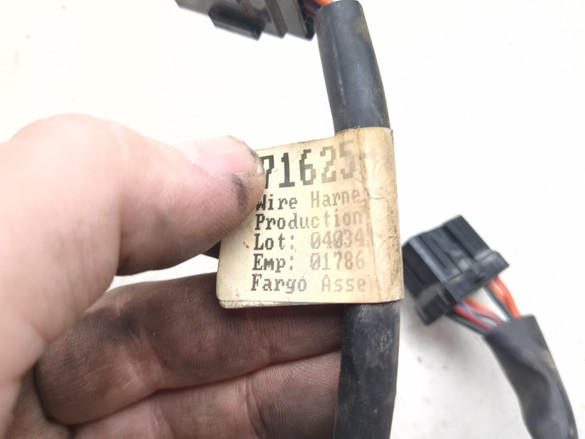 71625
Wire Harne
Production
Lot: 04034
Emp: 01786
Fargo Asse